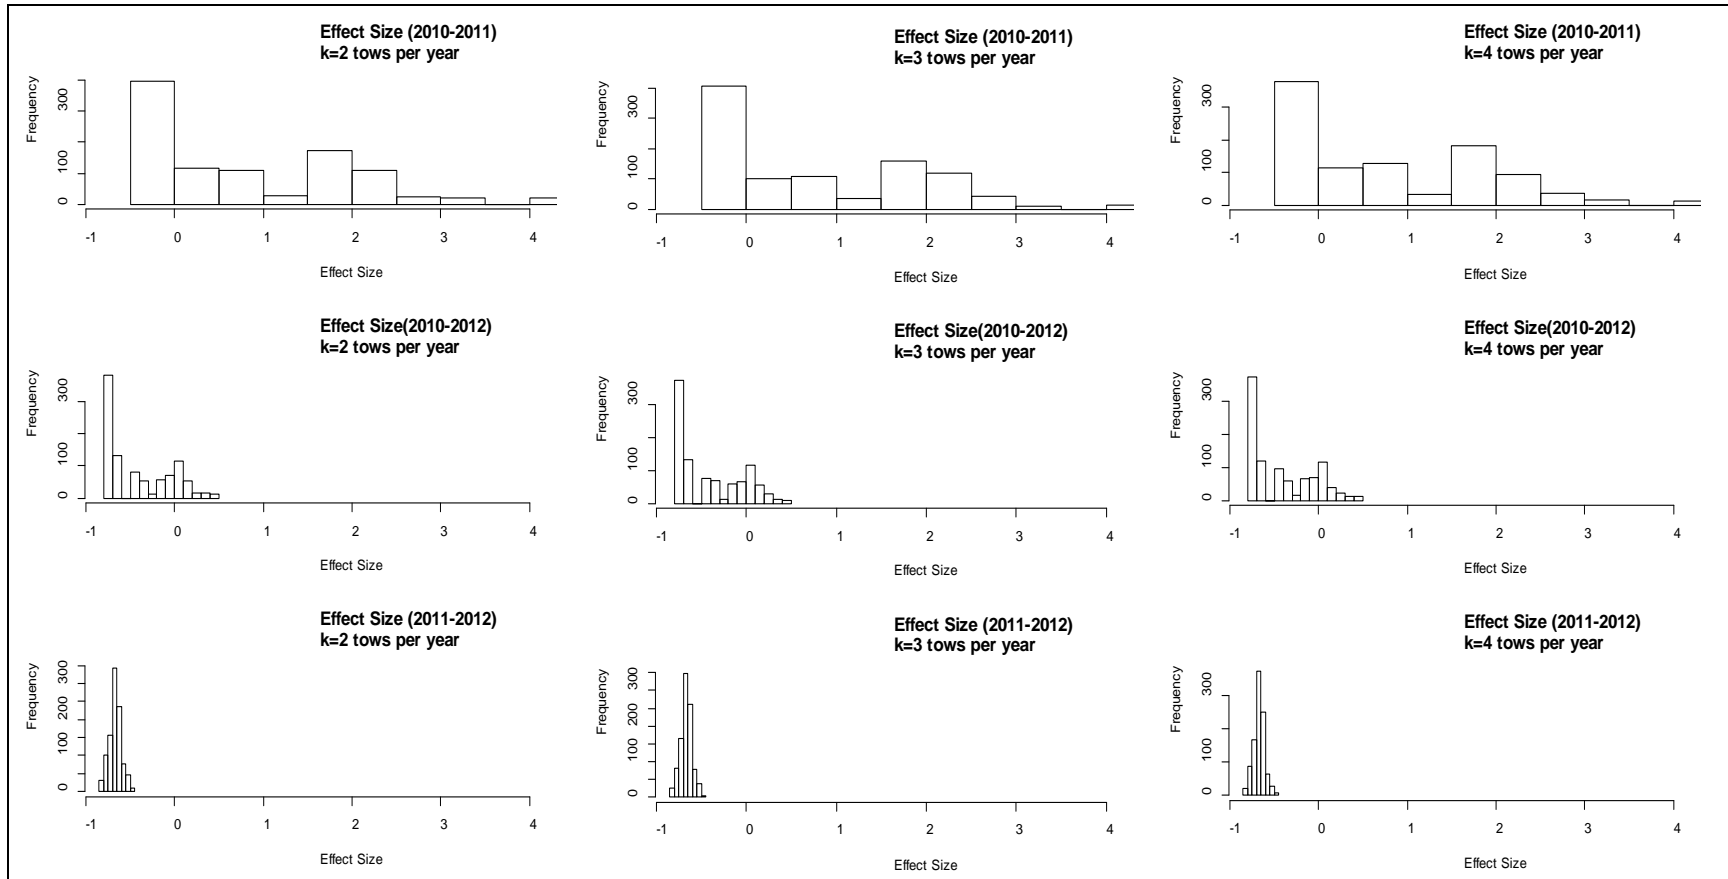 Effect Size (2010-2011)
k=2 tows per year
Frequency
300
100
0
-1 0 1 2 3 4
Effect Size
Effect Size (2010-2011)
k=3 tows per year
Frequency
300
100
0
-1 0 1 2 3 4
Effect Size
Effect Size (2010-2011)
k=4 tows per year
Frequency
300
100
0
-1 0 1 2 3 4
Effect Size
Effect Size(2010-2012)
k=2 tows per year
Frequency
300
100
0
-1 0 1 2 3 4
Effect Size
Effect Size(2010-2012)
k=3 tows per year
Frequency
300
100
0
-1 0 1 2 3 4
Effect Size
Effect Size(2010-2012)
k=4 tows per year
Frequency
300
100
0
-1 0 1 2 3 4
Effect Size
Effect Size (2011-2012)
k=2 tows per year
Frequency
300
200
100
0
-1 0 1 2 3 4
Effect Size
Effect Size (2011-2012)
k=3 tows per year
Frequency
300
200
100
0
-1 0 1 2 3 4
Effect Size
Effect Size (2011-2012)
k=4 tows per year
Frequency
300
100
0
-1 0 1 2 3 4
Effect Size